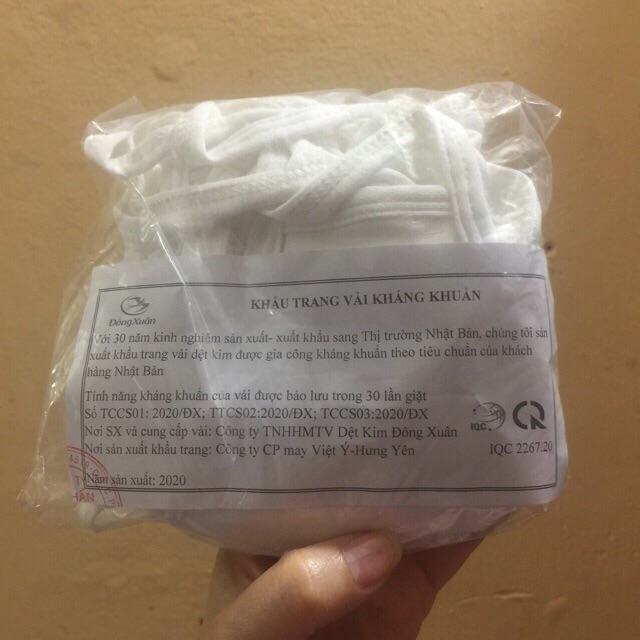 KHẨU TRANG VẢI KHÁNG KHUẨN
ĐôngXuân
Với 30 năm kinh nghiệm sản xuất- xuất khẩu sang Thị trường Nhật Bản, chúng tôi sản
xuất khẩu trang vải dệt kim được gia công kháng khuẩn theo tiêu chuẩn của khách
hàng Nhật Bản
Tính năng kháng khuẩn của vải được bảo lưu trong 30 lần giặt
Số TCCS01: 2020/ĐX; TTCS02:2020/ĐX; TCCS03:2020/ĐX
Nơi SX và cung cấp vải: Công ty TNHHMTV Dệt Kim Đông Xuân
Nơi sản xuất khẩu trang: Công ty CP may Việt Ý-Hưng Yên
IQC
IQC 2267.20
Năm sản xuất: 2020